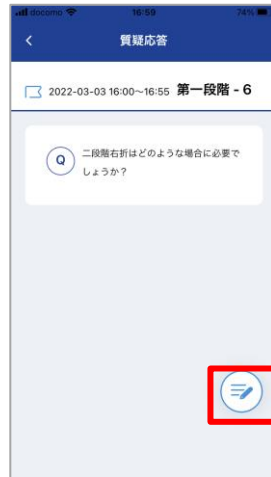 docomo 16:59 74%
質疑応答
2022-03-03 16:00~16:55 第一段階 - 6
Q 二段階右折はどのような場合に必要で
しょうか？